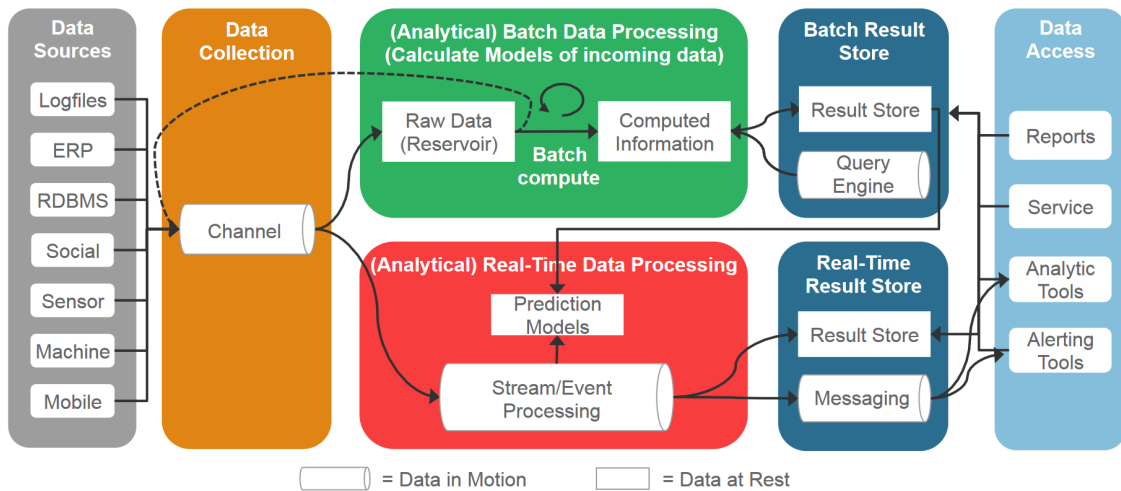 Data
Sources
Logfiles
ERP
RDBMS
Social
Sensor
Machine
Mobile
Data
Collection
Channel
(Analytical) Batch Data Processing
(Calculate Models of incoming data)
Raw Data
(Reservoir)
Batch
compute
Computed
Information
(Analytical) Real-Time Data Processing
Prediction
Models
Stream/Event
Processing
Batch Result
Store
Result Store
Query
Engine
Real-Time
Result Store
Result Store
Messaging
Data
Access
Reports
Service
Analytic
Tools
Alerting
Tools
= Data in Motion
= Data at Rest